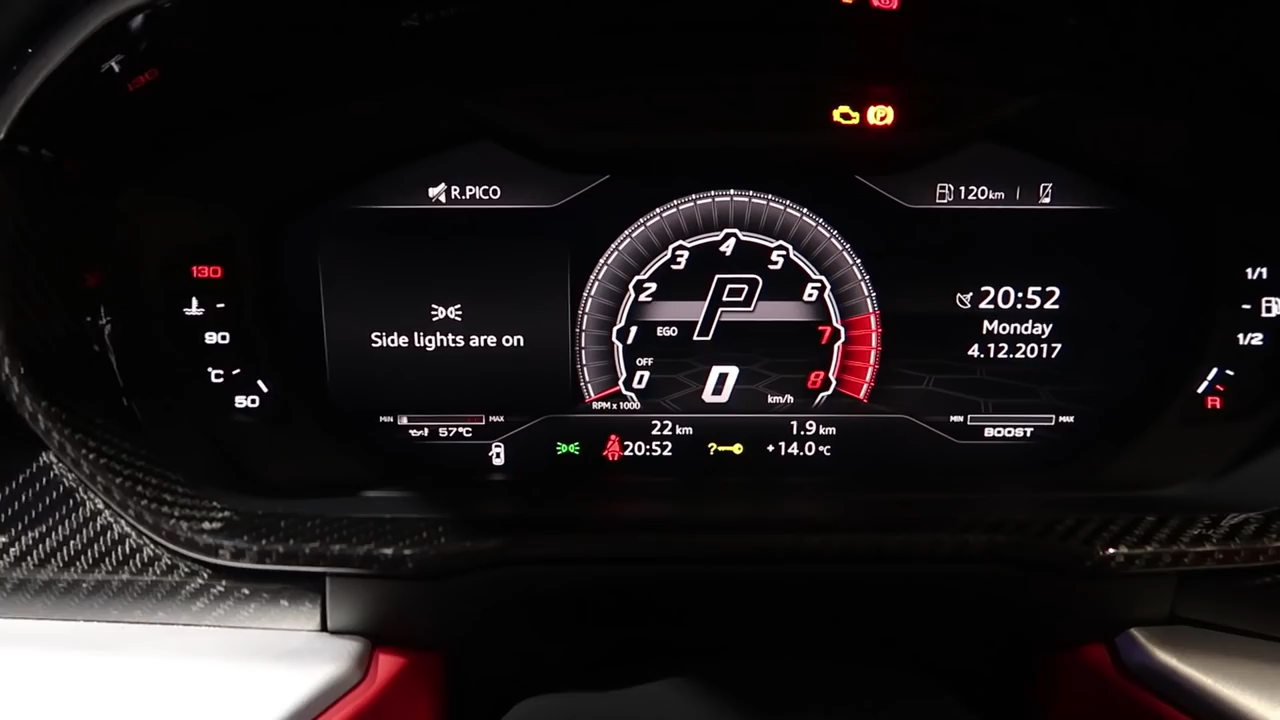 130
R.PICO
120km
130
90
°C
50
Side lights are on
0
1
2
3
4
5
6
7
8
P
EGO
OFF
0
km/h
RPM x 1000
20:52
Monday
4.12.2017
1/1
1/2
R
MIN MAX
57°C
MIN MAX
BOOST
22 km
1.9 km
20:52
?
+14.0 °C